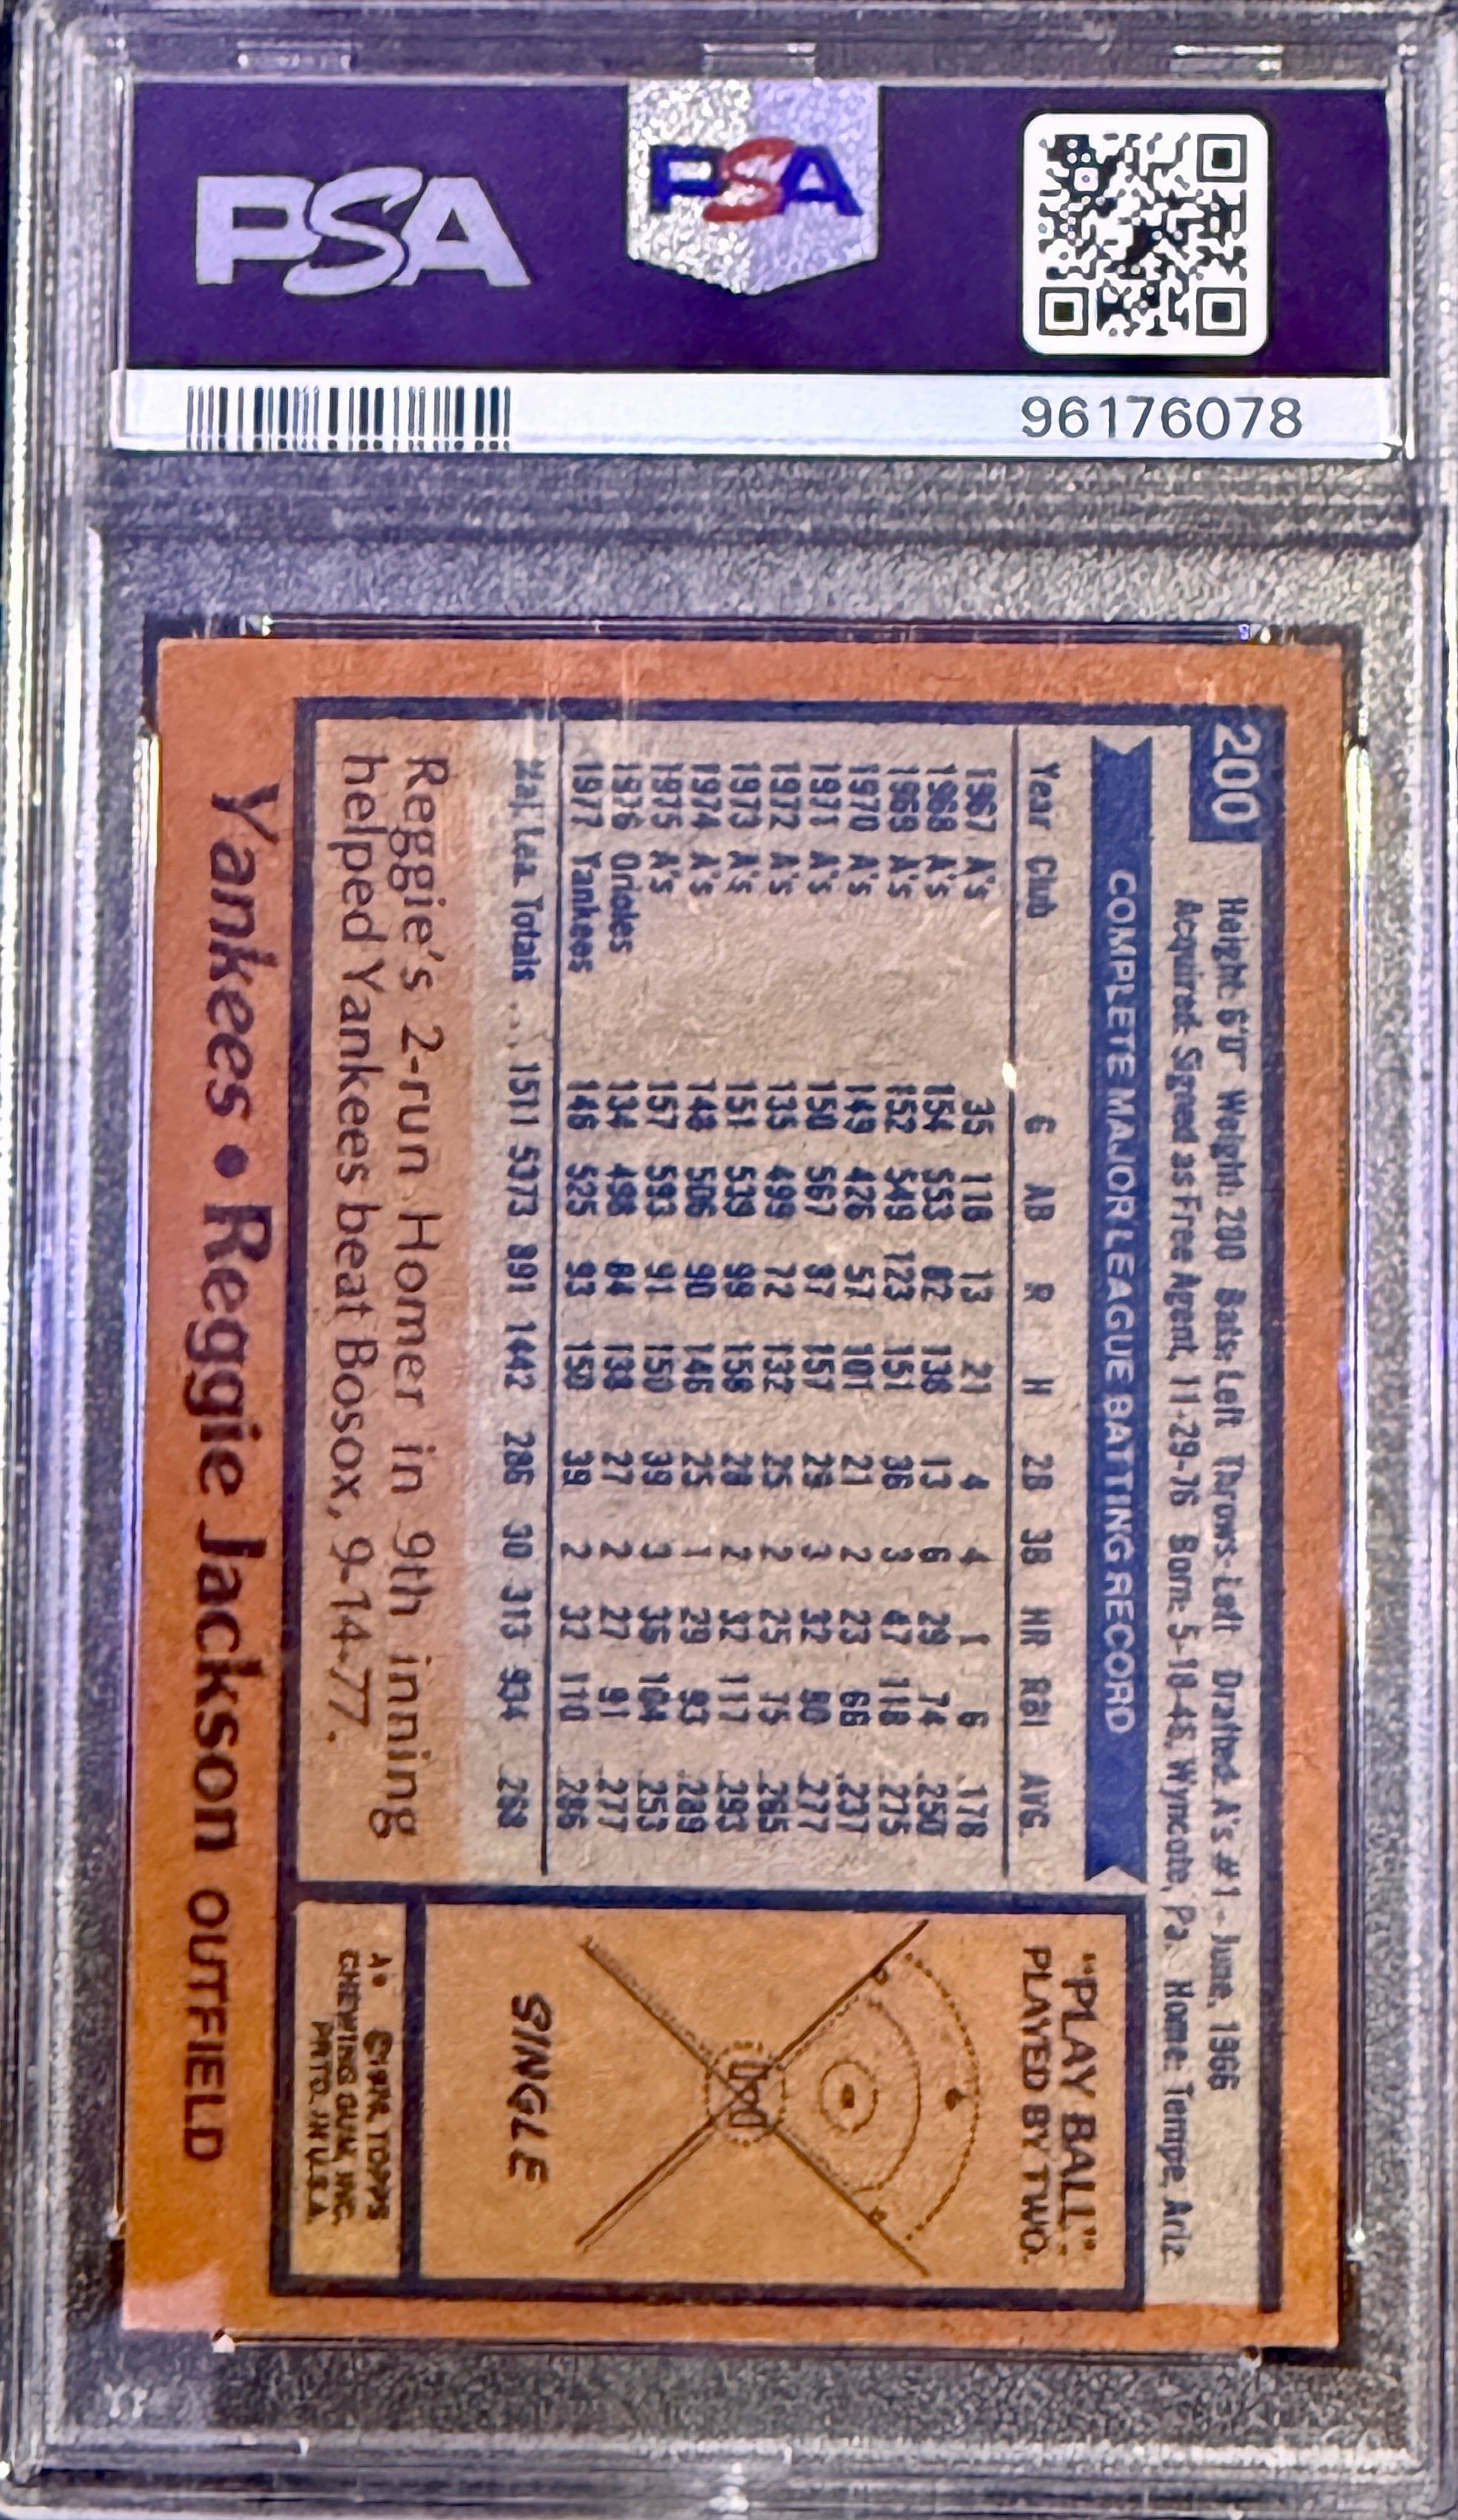 PSA
PSA
96176078
200
Height: 6'0" Weight: 200 Bats: Left Throws: Left Drafted: A's #1 - June, 1966
Acquired: Signed as Free Agent, 11-29-76 Born: 5-18-46, Wyncote, Pa. Home: Tempe, Ariz.
COMPLETE MAJOR LEAGUE BATTING RECORD
Year Club G AB R H 2B 3B HR RBI AVG.
1967 A's 35 118 13 21 4 4 1 6 .178
1968 A's 154 553 82 138 13 6 29 74 .250
1969 A's 152 549 123 151 36 3 47 118 .275
1970 A's 149 426 57 101 21 2 23 66 .237
1971 A's 150 567 87 157 29 3 32 80 .277
1972 A's 135 499 72 132 25 2 25 75 .265
1973 A's 151 539 99 158 28 2 32 117 .293
1974 A's 148 506 90 146 25 1 29 93 .289
1975 A's 157 593 91 150 39 3 36 104 .253
1976 Orioles 134 498 84 138 27 2 27 91 .277
1977 Yankees 146 525 93 150 39 2 32 110 .286
Maj. Lea. Totals ... 1511 5373 891 1442 286 30 313 934 .268
Reggie's 2-run Homer in 9th inning
helped Yankees beat Bosox, 9-14-77.
"PLAY BALL" -
PLAYED BY TWO.
SINGLE
© TOPPS
CHEWING GUM, INC.
PRTD. IN U.S.A.
Yankees • Reggie Jackson OUTFIELD